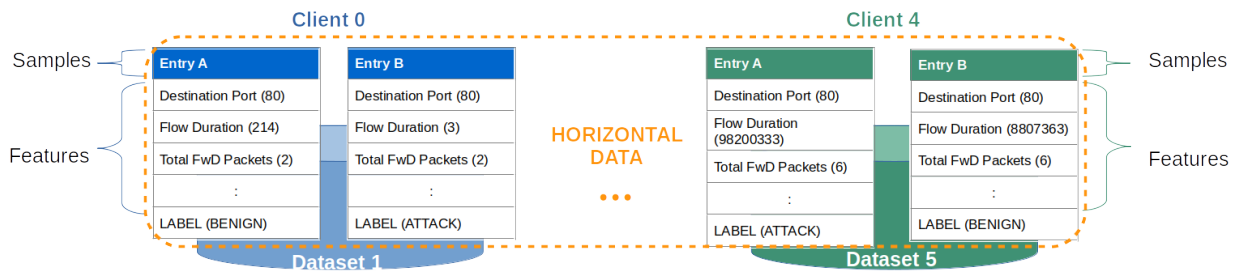 Client 0
Client 4
Samples
Entry A
Destination Port (80)
Flow Duration (214)
Total FwD Packets (2)
:
LABEL (BENIGN)
Entry B
Destination Port (80)
Flow Duration (3)
Total FwD Packets (2)
:
LABEL (ATTACK)
Features
Dataset 1
HORIZONTAL
DATA
...
Entry A
Destination Port (80)
Flow Duration
(98200333)
Total FwD Packets (6)
:
LABEL (ATTACK)
Entry B
Destination Port (80)
Flow Duration (8807363)
Total FwD Packets (6)
:
LABEL (BENIGN)
Samples
Features
Dataset 5